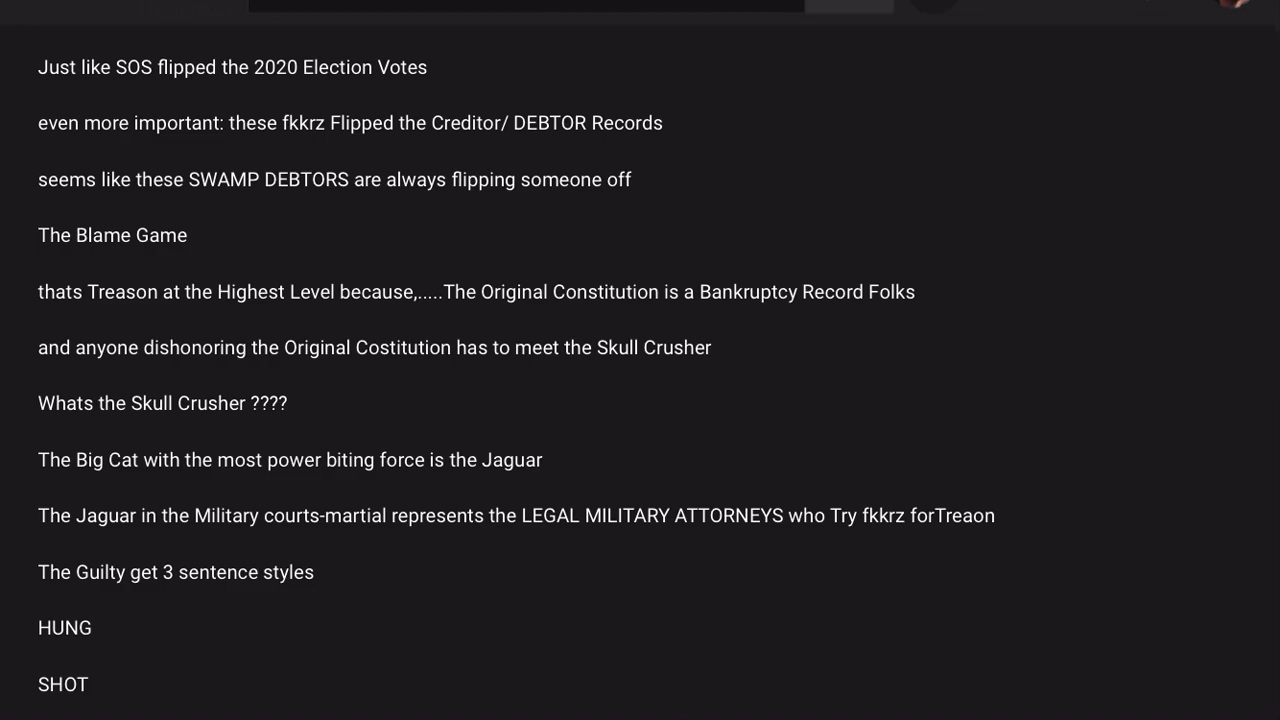 Just like SOS flipped the 2020 Election Votes
even more important: these fkkrz Flipped the Creditor/ DEBTOR Records
seems like these SWAMP DEBTORS are always flipping someone off
The Blame Game
thats Treason at the Highest Level because,.....The Original Constitution is a Bankruptcy Record Folks
and anyone dishonoring the Original Costitution has to meet the Skull Crusher
Whats the Skull Crusher ????
The Big Cat with the most power biting force is the Jaguar
The Jaguar in the Military courts-martial represents the LEGAL MILITARY ATTORNEYS who Try fkkrz forTreaon
The Guilty get 3 sentence styles
HUNG
SHOT